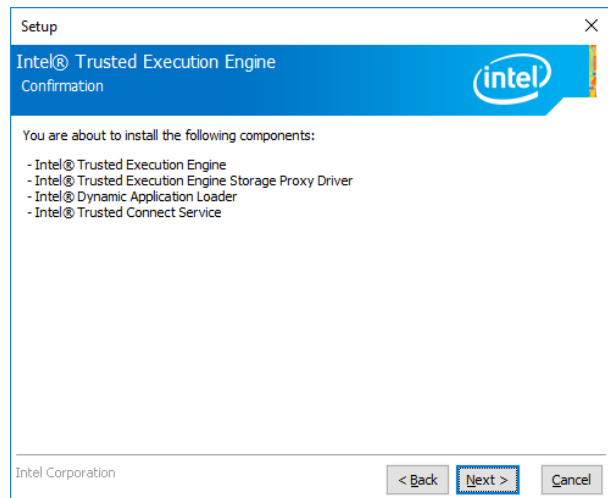 Setup
Intel® Trusted Execution Engine
Confirmation
intel
You are about to install the following components:
- Intel® Trusted Execution Engine
- Intel® Trusted Execution Engine Storage Proxy Driver
- Intel® Dynamic Application Loader
- Intel® Trusted Connect Service
Intel Corporation
< Back Next > Cancel